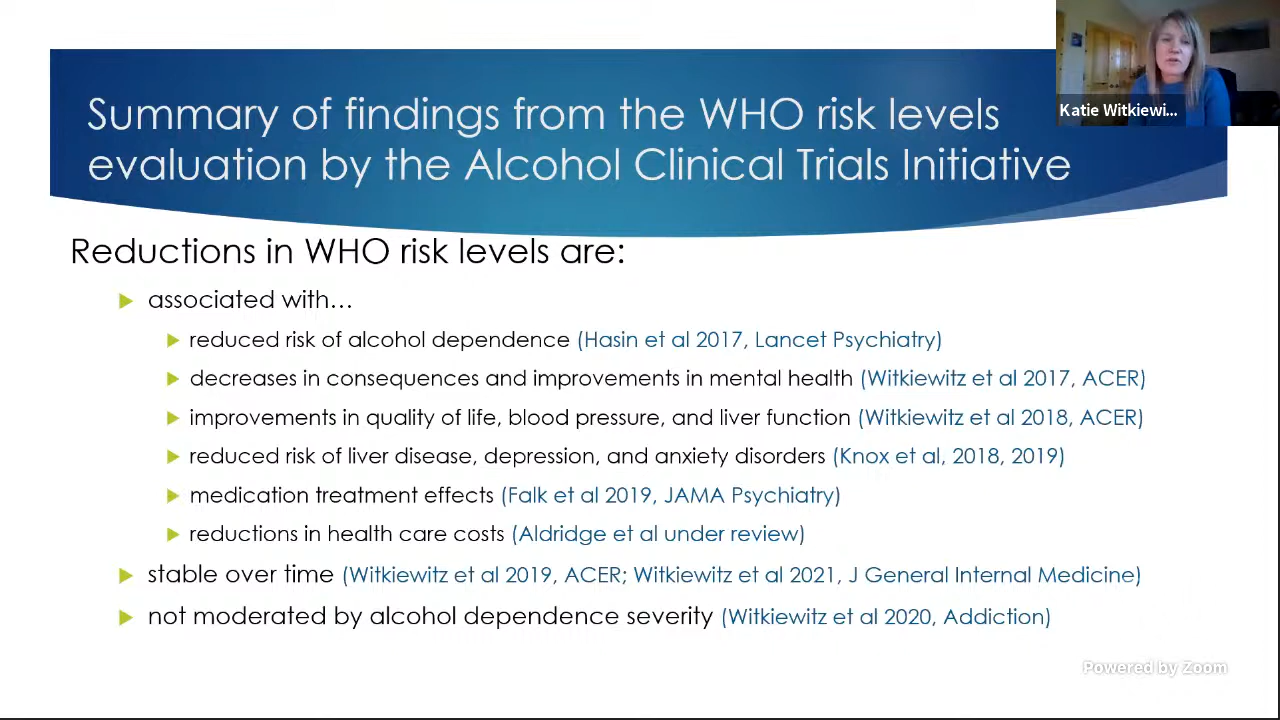 Summary of findings from the WHO risk levels
evaluation by the Alcohol Clinical Trials Initiative
Katie Witkiewi...
Reductions in WHO risk levels are:
associated with…
reduced risk of alcohol dependence (Hasin et al 2017, Lancet Psychiatry)
decreases in consequences and improvements in mental health (Witkiewitz et al 2017, ACER)
improvements in quality of life, blood pressure, and liver function (Witkiewitz et al 2018, ACER)
reduced risk of liver disease, depression, and anxiety disorders (Knox et al, 2018, 2019)
medication treatment effects (Falk et al 2019, JAMA Psychiatry)
reductions in health care costs (Aldridge et al under review)
stable over time (Witkiewitz et al 2019, ACER; Witkiewitz et al 2021, J General Internal Medicine)
not moderated by alcohol dependence severity (Witkiewitz et al 2020, Addiction)
Powered by Zoom